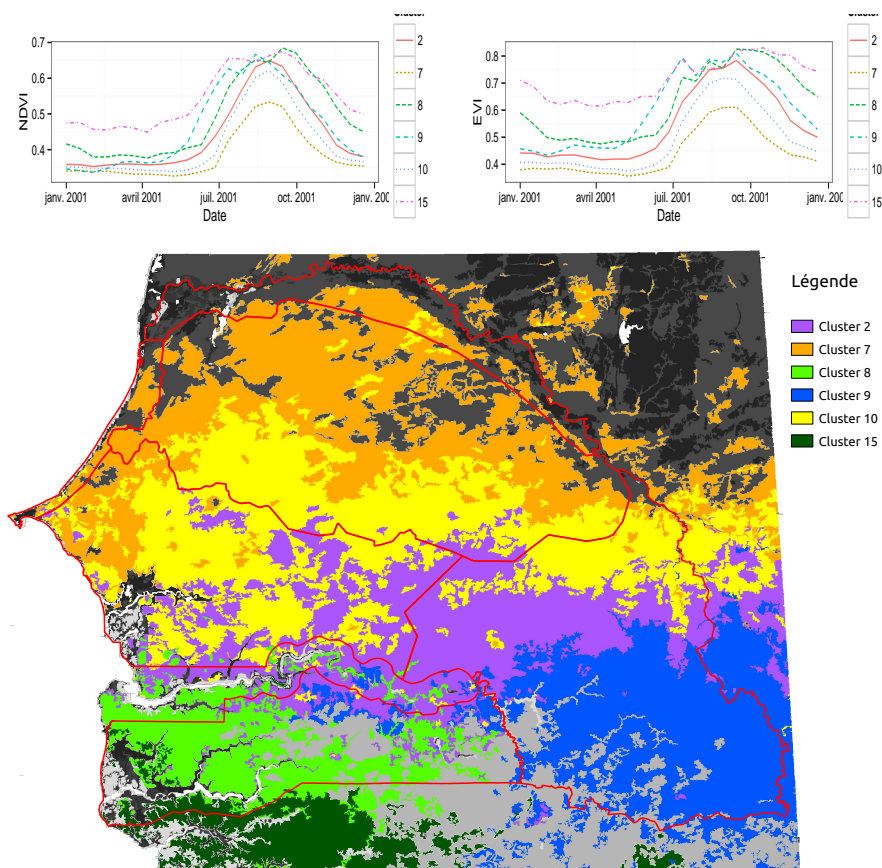 Cluster
2
7
8
9
10
15
0.7
0.6
0.5
0.4
NDVI
janv. 2001
avril 2001
juil. 2001
oct. 2001
janv. 200
Date
Cluster
2
7
8
9
10
15
0.8
0.7
0.6
0.5
0.4
EVI
janv. 2001
avril 2001
juil. 2001
oct. 2001
janv. 200
Date
Légende
Cluster 2
Cluster 7
Cluster 8
Cluster 9
Cluster 10
Cluster 15